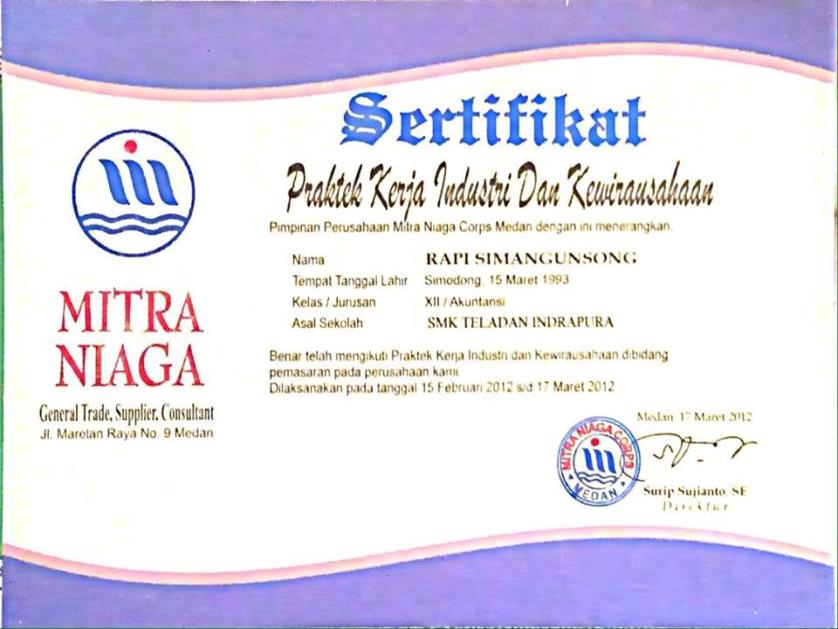 Sertifikat
Praktek Kerja Industri Dan Kewirausahaan
Pimpinan Perusahaan Mitra Niaga Corps Medan dengan ini menerangkan.
Nama RAPI SIMANGUNSONG
Tempat Tanggal Lahir Simodong, 15 Maret 1993
Kelas / Jurusan XII / Akuntansi
Asal Sekolah SMK TELADAN INDRAPURA
Benar telah mengikuti Praktek Kerja Industri dan Kewirausahaan dibidang
pemasaran pada perusahaan kami
Dilaksanakan pada tanggal 15 Februari 2012 s/d 17 Maret 2012
MITRA
NIAGA
General Trade, Supplier, Consultant
Jl. Marelan Raya No. 9 Medan
Medan, 17 Maret 2012
MITRA NIAGA CORPS
MEDAN
Surip Sujianto, SE
Direktur